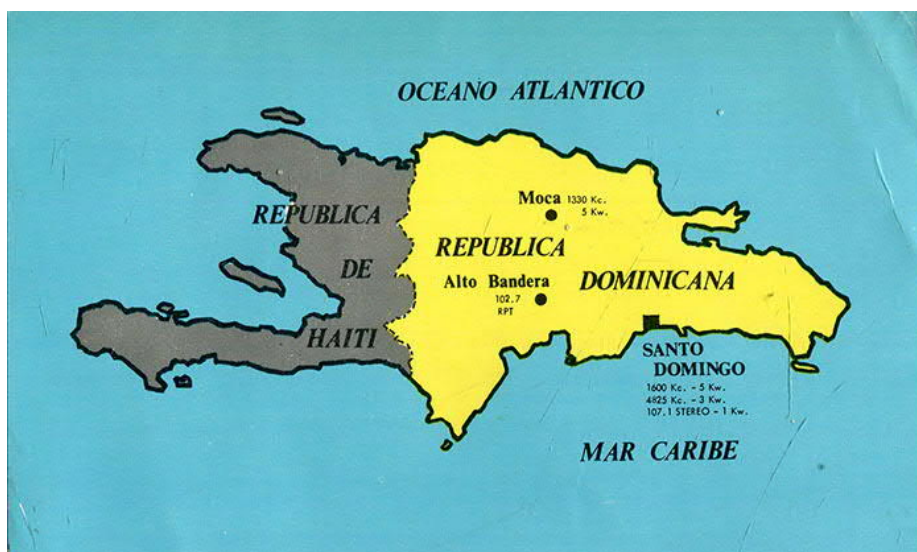 OCEANO ATLANTICO
Moca 1330 Kc.
5 Kw.
REPUBLICA
DE
HAITI
REPUBLICA
DOMINICANA
Alto Bandera
102.7
RPT
SANTO
DOMINGO
1600 Kc. - 5 Kw.
4825 Kc. - 3 Kw.
107.1 STEREO - 1 Kw.
MAR CARIBE